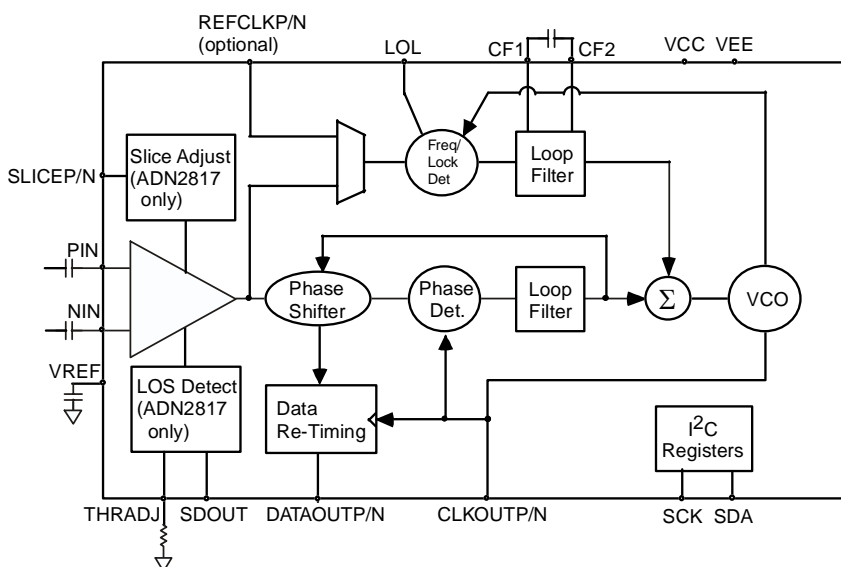 REFCLKP/N
(optional)
LOL
CF1
CF2
VCC
VEE
Slice Adjust
(ADN2817
only)
SLICEP/N
Freq/
Lock
Det
Loop
Filter
PIN
NIN
VREF
Phase
Shifter
Phase
Det.
Loop
Filter
Σ
VCO
LOS Detect
(ADN2817
only)
Data
Re-Timing
I2C
Registers
THRADJ
SDOUT
DATAOUTP/N
CLKOUTP/N
SCK
SDA